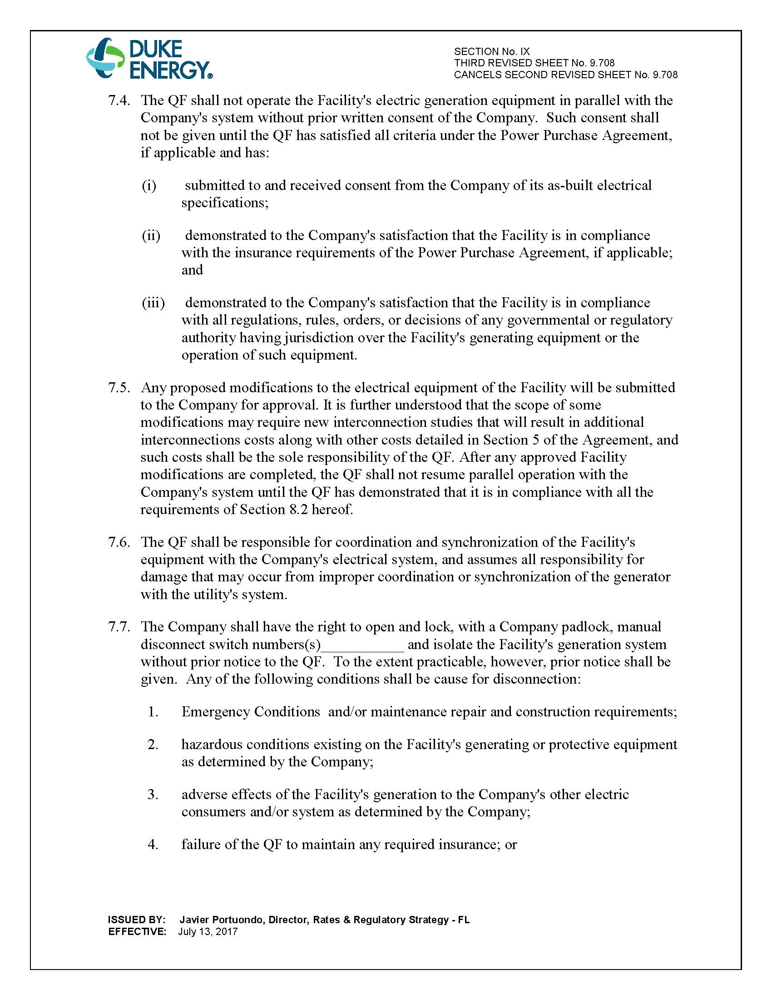 DUKE
ENERGY®
SECTION No. IX
THIRD REVISED SHEET No. 9.708
CANCELS SECOND REVISED SHEET No. 9.708
7.4. The QF shall not operate the Facility's electric generation equipment in parallel with the
Company's system without prior written consent of the Company.  Such consent shall
not be given until the QF has satisfied all criteria under the Power Purchase Agreement,
if applicable and has:
(i) submitted to and received consent from the Company of its as-built electrical
specifications;
(ii) demonstrated to the Company's satisfaction that the Facility is in compliance
with the insurance requirements of the Power Purchase Agreement, if applicable;
and
(iii) demonstrated to the Company's satisfaction that the Facility is in compliance
with all regulations, rules, orders, or decisions of any governmental or regulatory
authority having jurisdiction over the Facility's generating equipment or the
operation of such equipment.
7.5. Any proposed modifications to the electrical equipment of the Facility will be submitted
to the Company for approval. It is further understood that the scope of some
modifications may require new interconnection studies that will result in additional
interconnections costs along with other costs detailed in Section 5 of the Agreement, and
such costs shall be the sole responsibility of the QF. After any approved Facility
modifications are completed, the QF shall not resume parallel operation with the
Company's system until the QF has demonstrated that it is in compliance with all the
requirements of Section 8.2 hereof.
7.6. The QF shall be responsible for coordination and synchronization of the Facility's
equipment with the Company's electrical system, and assumes all responsibility for
damage that may occur from improper coordination or synchronization of the generator
with the utility's system.
7.7. The Company shall have the right to open and lock, with a Company padlock, manual
disconnect switch numbers(s)___________ and isolate the Facility's generation system
without prior notice to the QF.  To the extent practicable, however, prior notice shall be
given.  Any of the following conditions shall be cause for disconnection:
1. Emergency Conditions  and/or maintenance repair and construction requirements;
2. hazardous conditions existing on the Facility's generating or protective equipment
as determined by the Company;
3. adverse effects of the Facility's generation to the Company's other electric
consumers and/or system as determined by the Company;
4. failure of the QF to maintain any required insurance; or
ISSUED BY: Javier Portuondo, Director, Rates & Regulatory Strategy - FL
EFFECTIVE: July 13, 2017